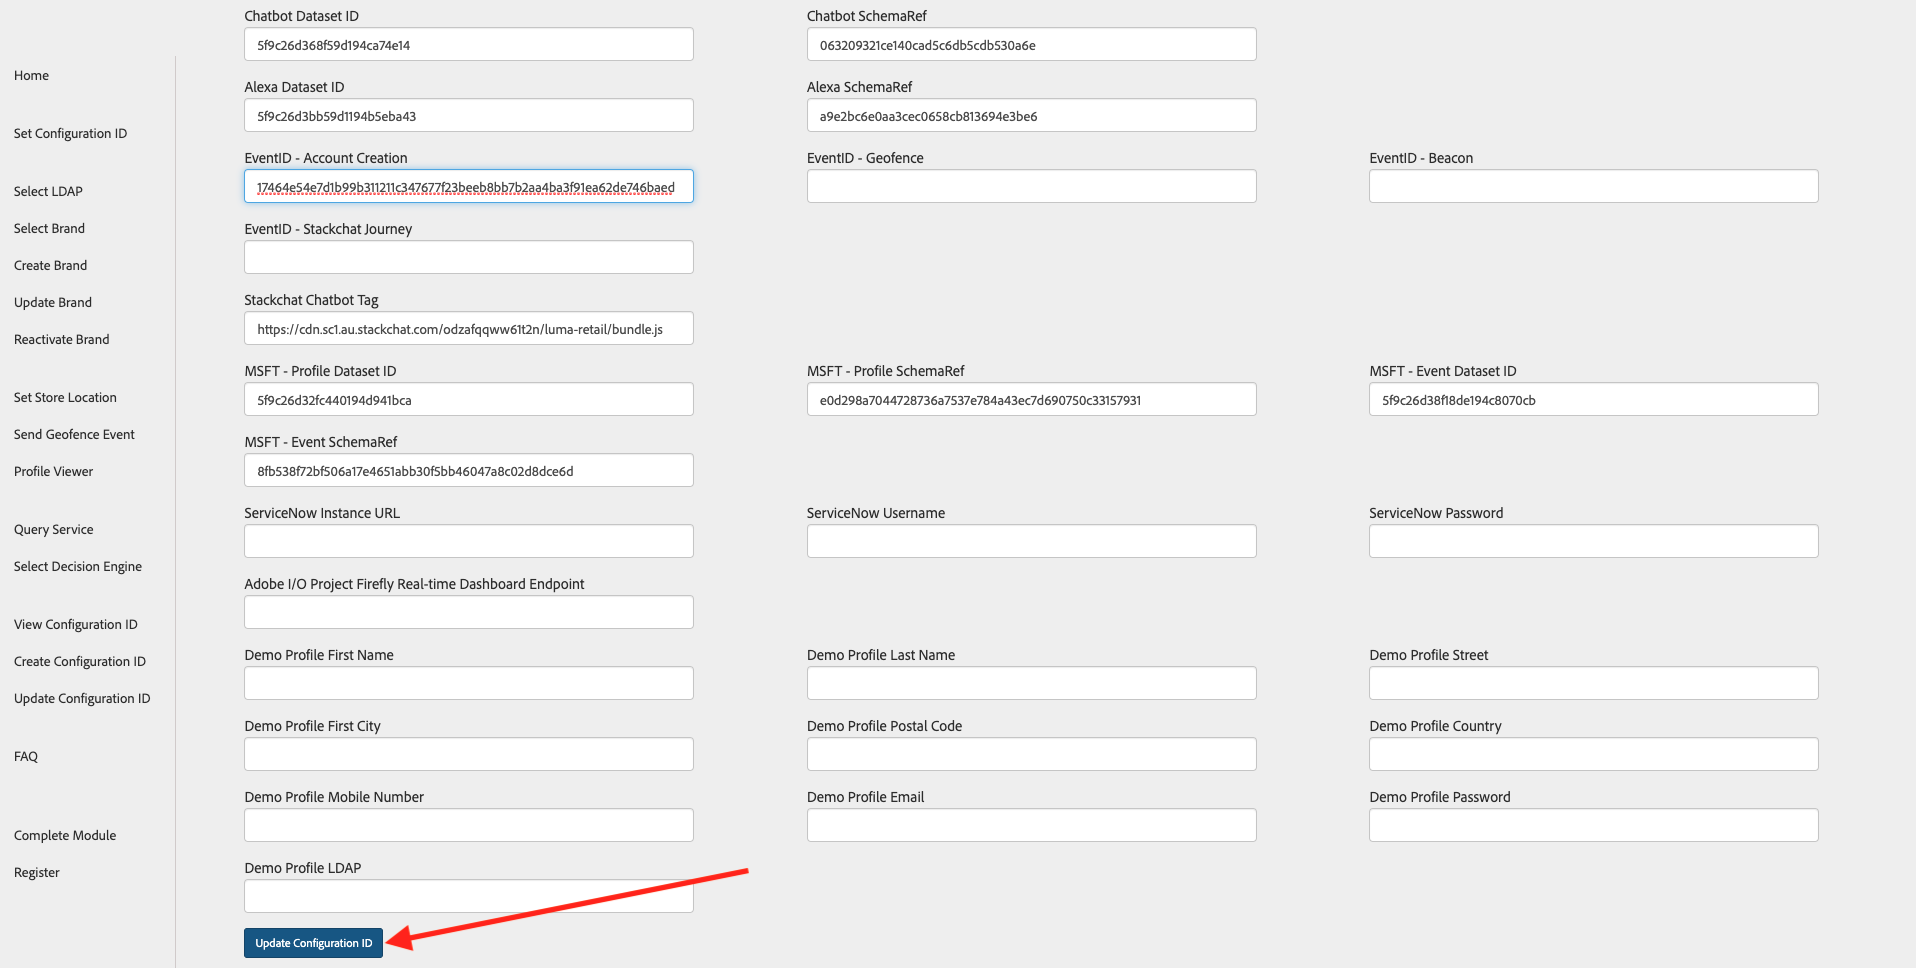 Home
Set Configuration ID
Select LDAP
Select Brand
Create Brand
Update Brand
Reactivate Brand
Set Store Location
Send Geofence Event
Profile Viewer
Query Service
Select Decision Engine
View Configuration ID
Create Configuration ID
Update Configuration ID
FAQ
Complete Module
Register
Chatbot Dataset ID
5f9c26d368f59d194ca74e14
Chatbot SchemaRef
063209321ce140cad5c6db5cdb530a6e
Alexa Dataset ID
5f9c26d3bb59d1194b5eba43
Alexa SchemaRef
a9e2bc6e0aa3cec0658cb813694e3be6
EventID - Account Creation
17464e54e7d1b99b311211c347677f23beeb8bb7b2aa4ba3f91ea62de746baed
EventID - Geofence
EventID - Beacon
EventID - Stackchat Journey
Stackchat Chatbot Tag
https://cdn.sc1.au.stackchat.com/odzafqqww61t2n/luma-retail/bundle.js
MSFT - Profile Dataset ID
5f9c26d32fc440194d941bca
MSFT - Profile SchemaRef
e0d298a7044728736a7537e784a43ec7d690750c33157931
MSFT - Event Dataset ID
5f9c26d38f18de194c8070cb
MSFT - Event SchemaRef
8fb538f72bf506a17e4651abb30f5bb46047a8c02d8dce6d
ServiceNow Instance URL
ServiceNow Username
ServiceNow Password
Adobe I/O Project Firefly Real-time Dashboard Endpoint
Demo Profile First Name
Demo Profile Last Name
Demo Profile Street
Demo Profile First City
Demo Profile Postal Code
Demo Profile Country
Demo Profile Mobile Number
Demo Profile Email
Demo Profile Password
Demo Profile LDAP
Update Configuration ID